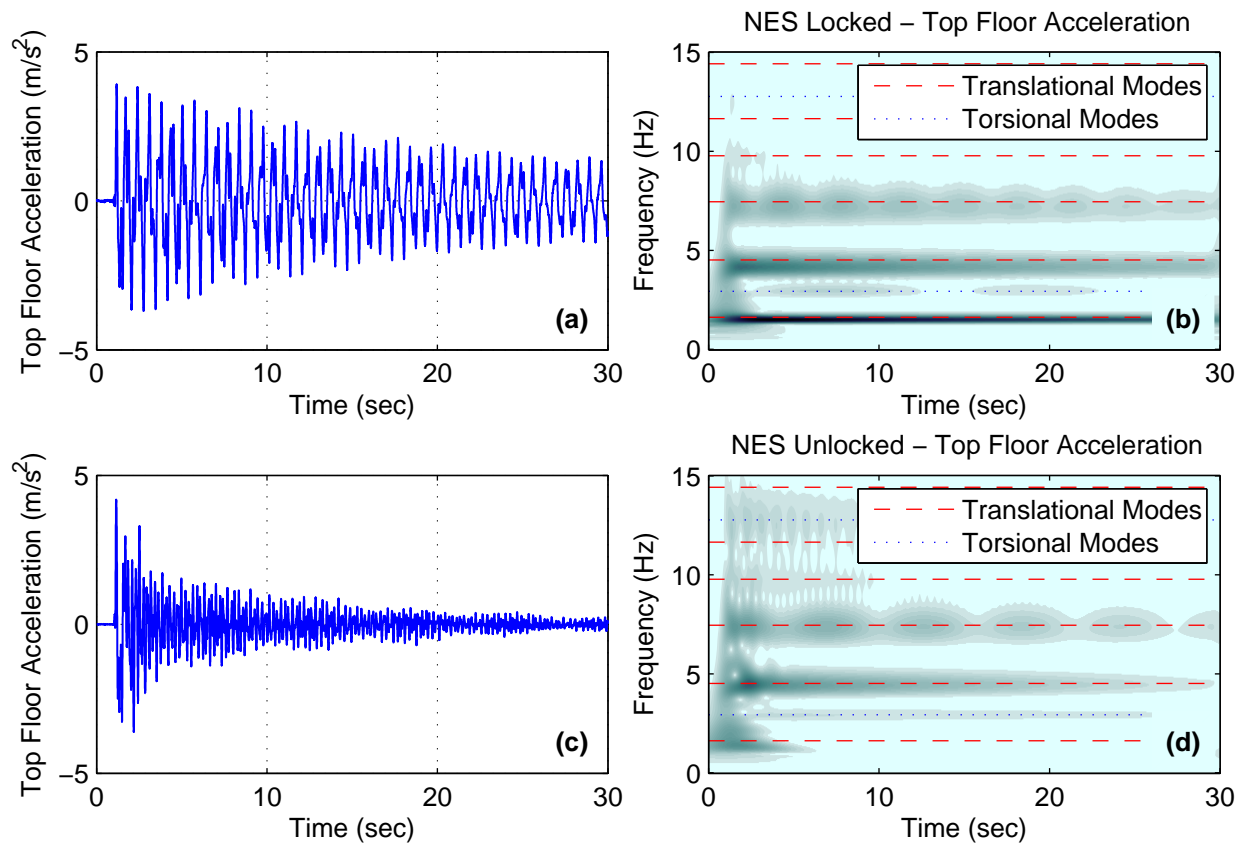 Top Floor Acceleration (m/s²)
5
0
−5
0
10
20
30
Time (sec)
(a)
NES Locked − Top Floor Acceleration
Frequency (Hz)
15
10
5
0
0
10
20
30
Time (sec)
Translational Modes
Torsional Modes
(b)
Top Floor Acceleration (m/s²)
5
0
−5
0
10
20
30
Time (sec)
(c)
NES Unlocked − Top Floor Acceleration
Frequency (Hz)
15
10
5
0
0
10
20
30
Time (sec)
Translational Modes
Torsional Modes
(d)